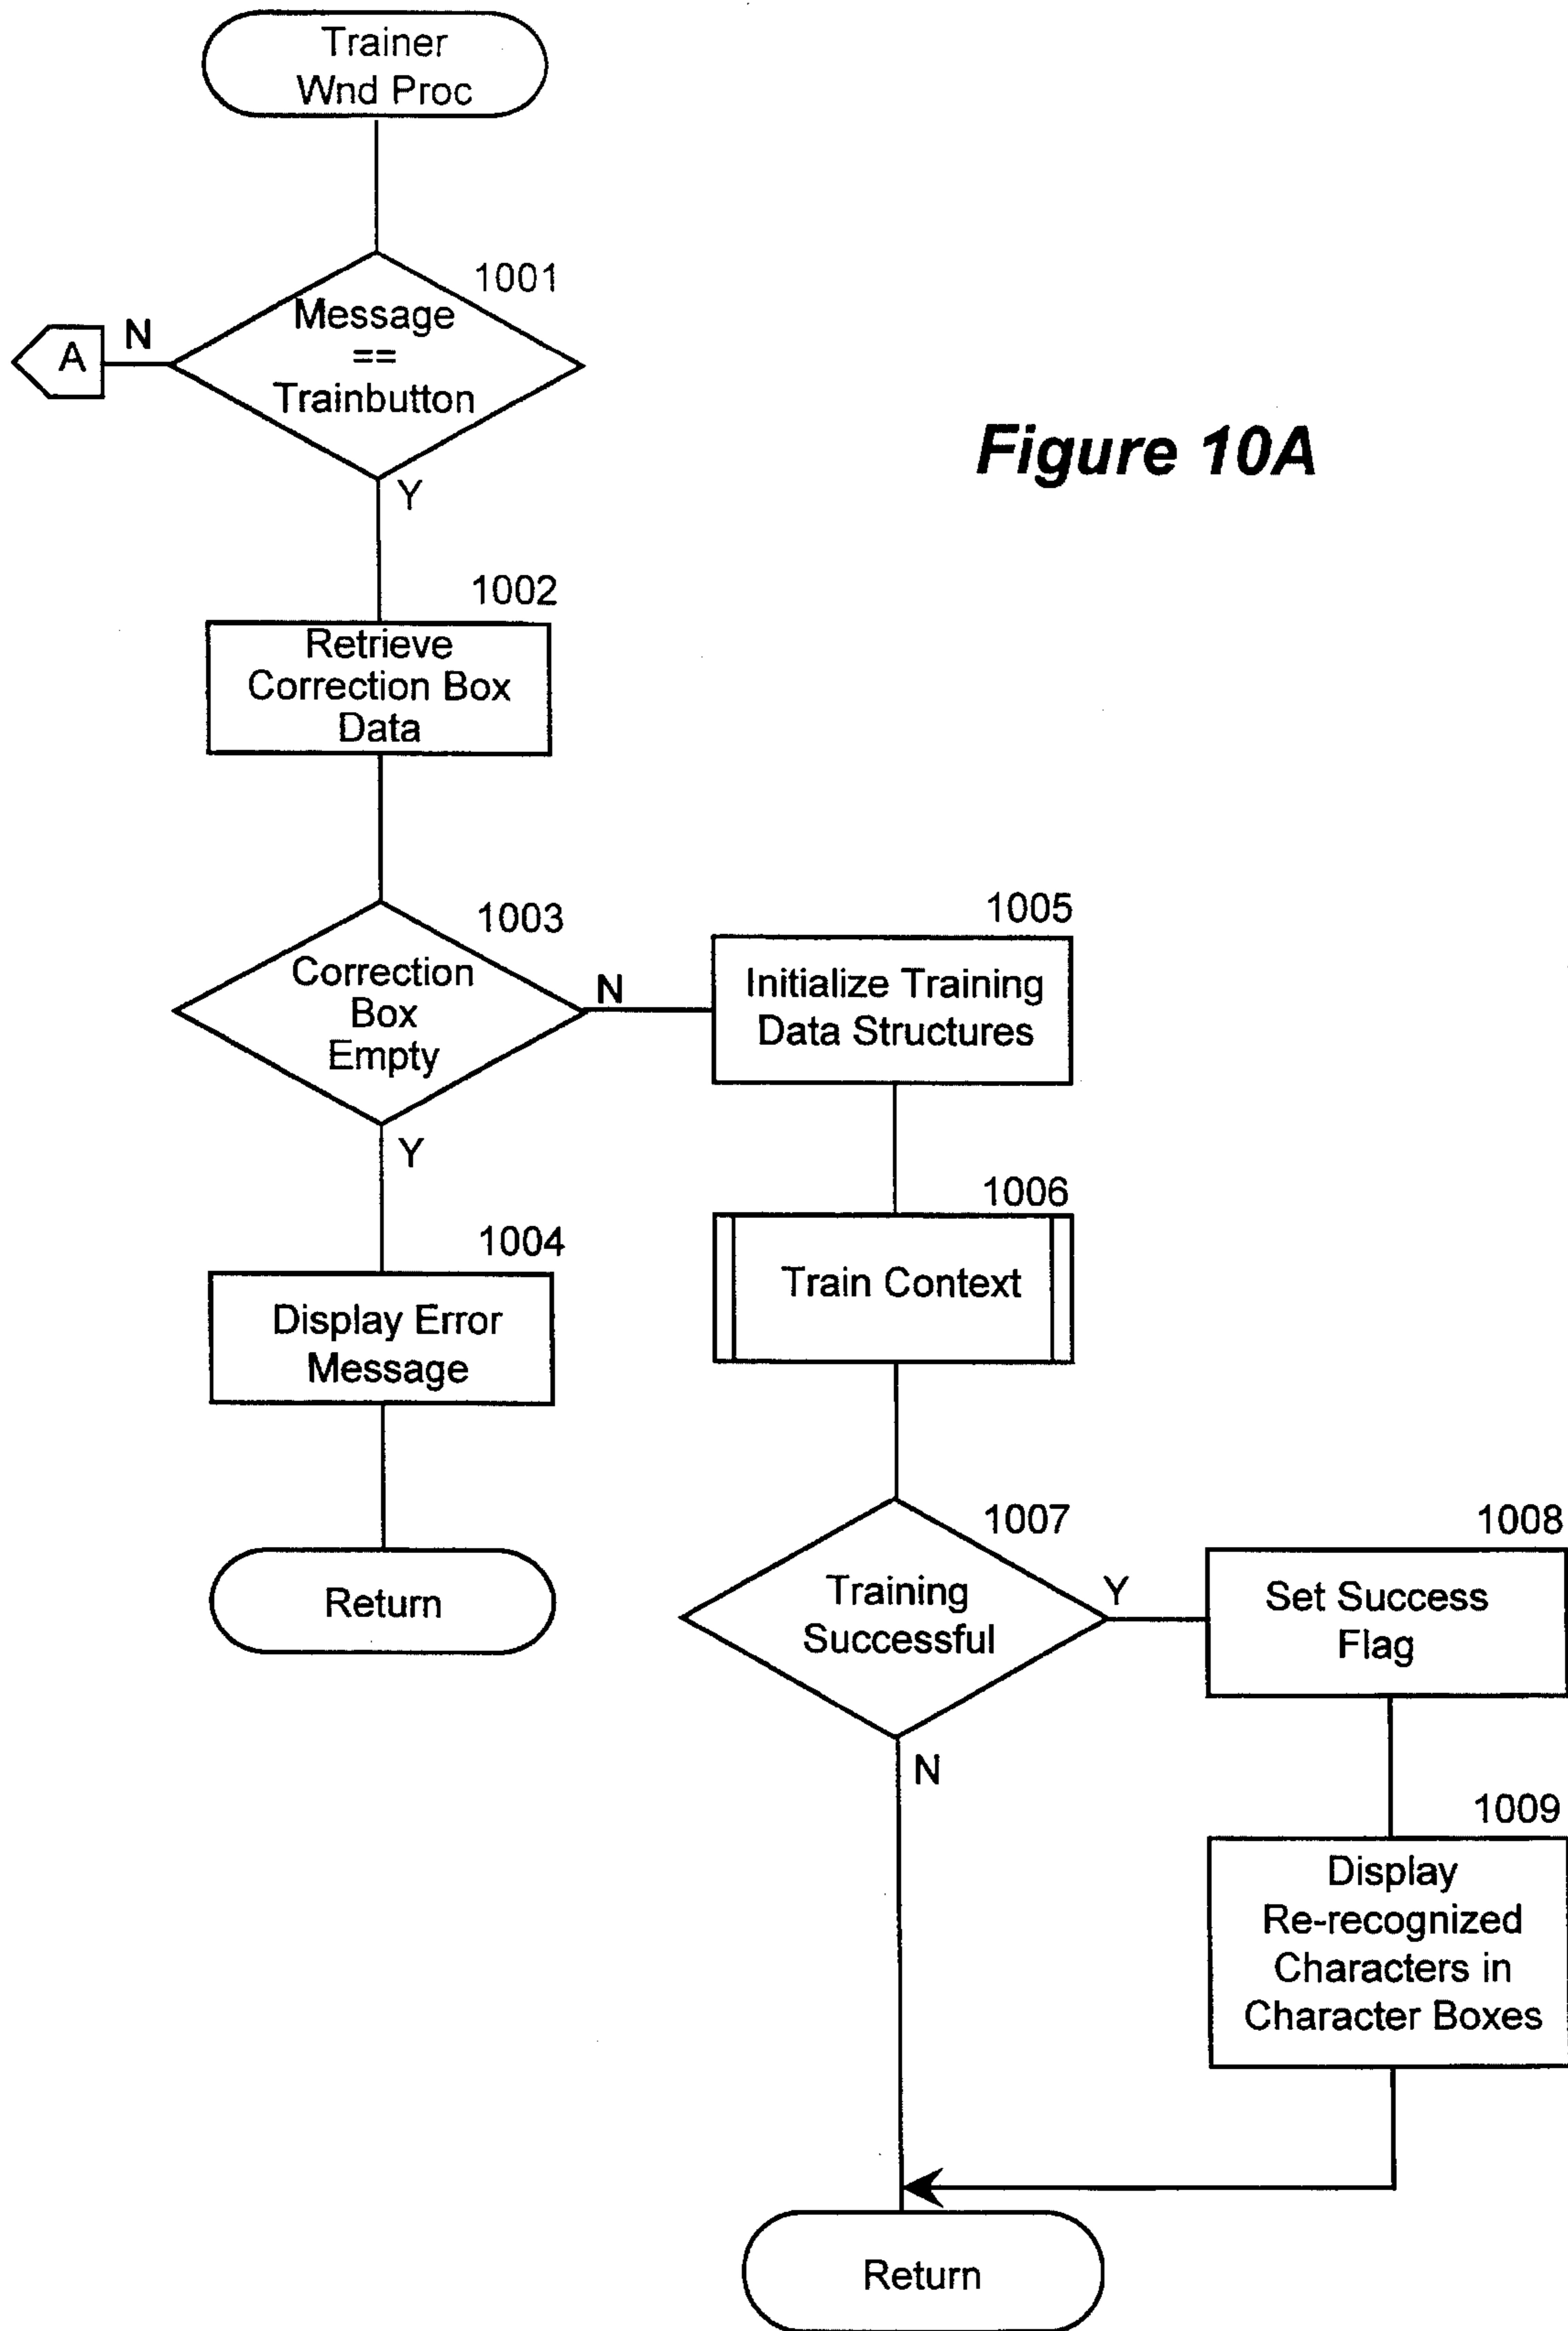 Trainer
Wnd Proc
1001
Message
==
Trainbutton
N
A
Y
Figure 10A
1002
Retrieve
Correction Box
Data
1003
Correction
Box
Empty
N
Y
1005
Initialize Training
Data Structures
1004
Display Error
Message
Return
1006
Train Context
1007
Training
Successful
Y
N
1008
Set Success
Flag
1009
Display
Re-recognized
Characters in
Character Boxes
Return